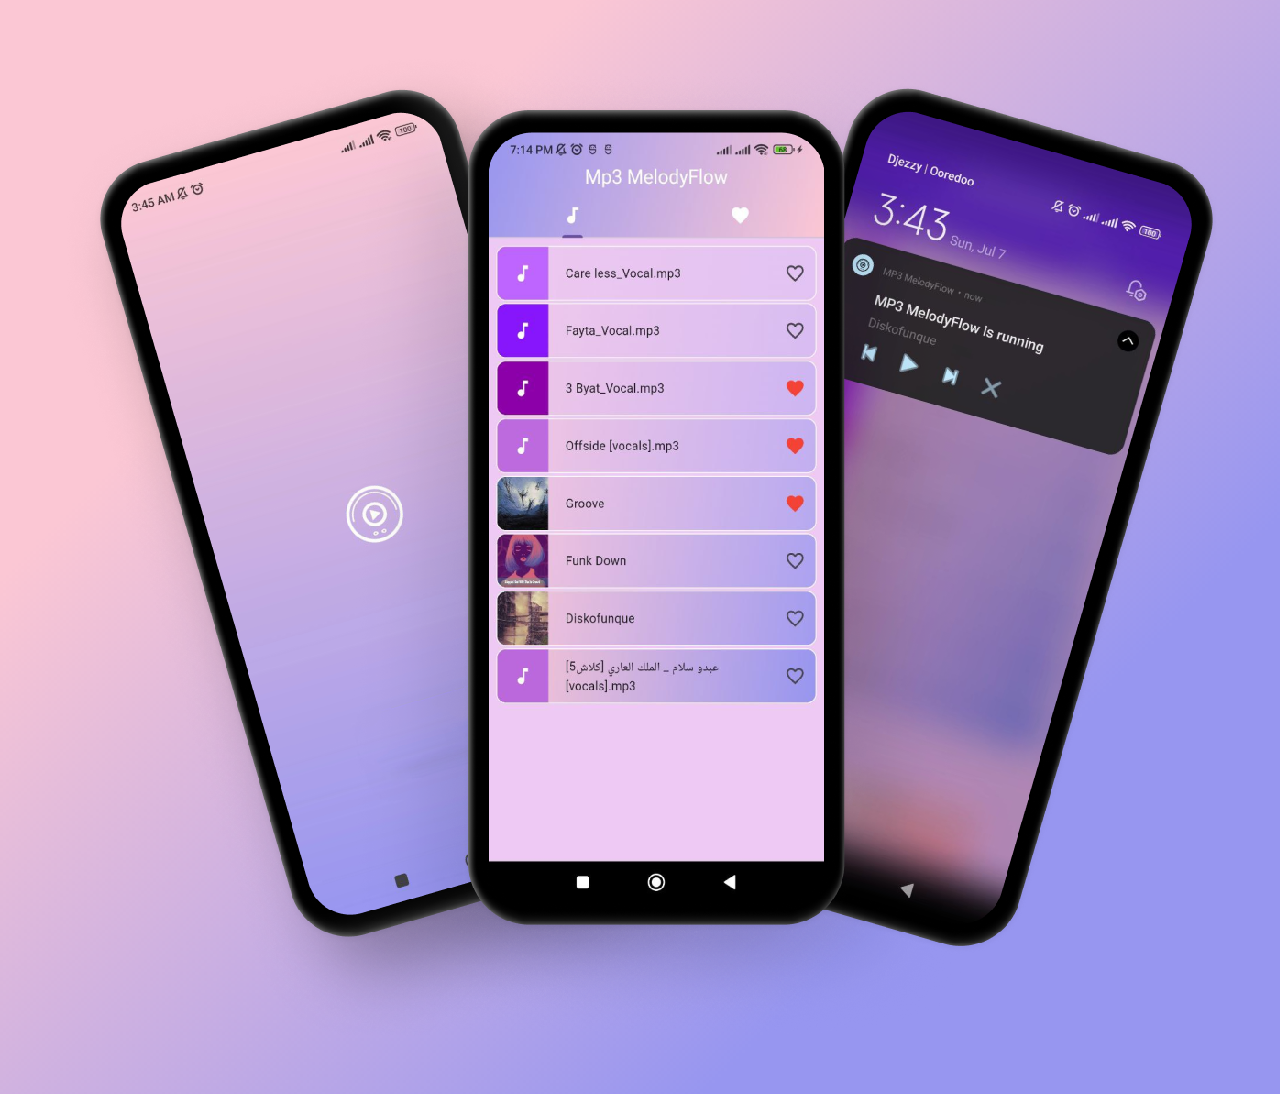 3:45 AM
100
7:14 PM
Mp3 MelodyFlow
Care less_Vocal.mp3
Fayta_Vocal.mp3
3 Byat_Vocal.mp3
Offside [vocals].mp3
Groove
Funk Down
Diskofunque
عبدو سلام _ الملك العاري [كلاش5]
[vocals].mp3
Djezzy | Ooredoo
100
3:43 Sun, Jul 7
MP3 MelodyFlow • now
MP3 MelodyFlow is running
Diskofunque